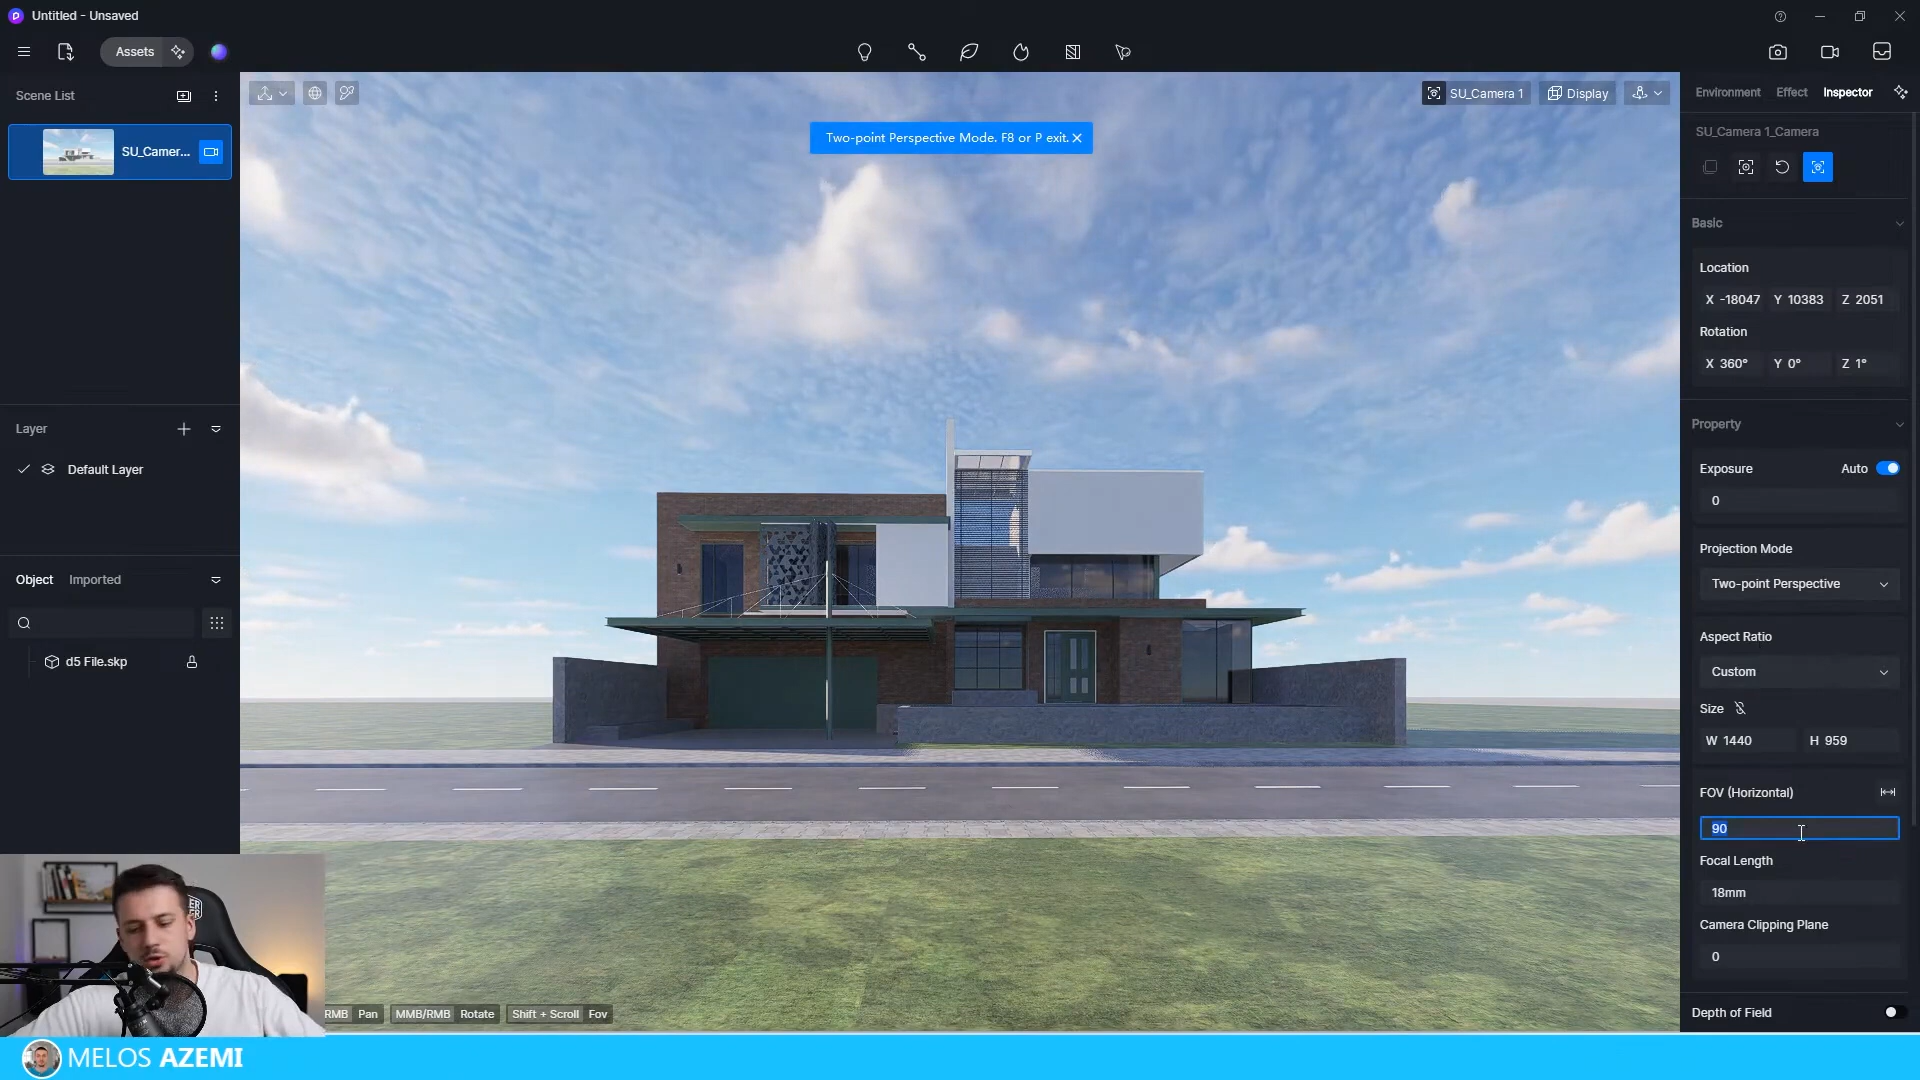 Untitled - Unsaved
Assets
Scene List
SU_Camer...
Layer
Default Layer
Object Imported
d5 File.skp
SU_Camera 1
Display
Two-point Perspective Mode. F8 or P exit.
RMB Pan MMB/RMB Rotate Shift + Scroll Fov
Environment Effect Inspector
SU_Camera 1_Camera
Basic
Location
X -18047 Y 10383 Z 2051
Rotation
X 360° Y 0° Z 1°
Property
Exposure Auto
0
Projection Mode
Two-point Perspective
Aspect Ratio
Custom
Size
W 1440 H 959
FOV (Horizontal)
90
Focal Length
18mm
Camera Clipping Plane
0
Depth of Field
MELOS AZEMI